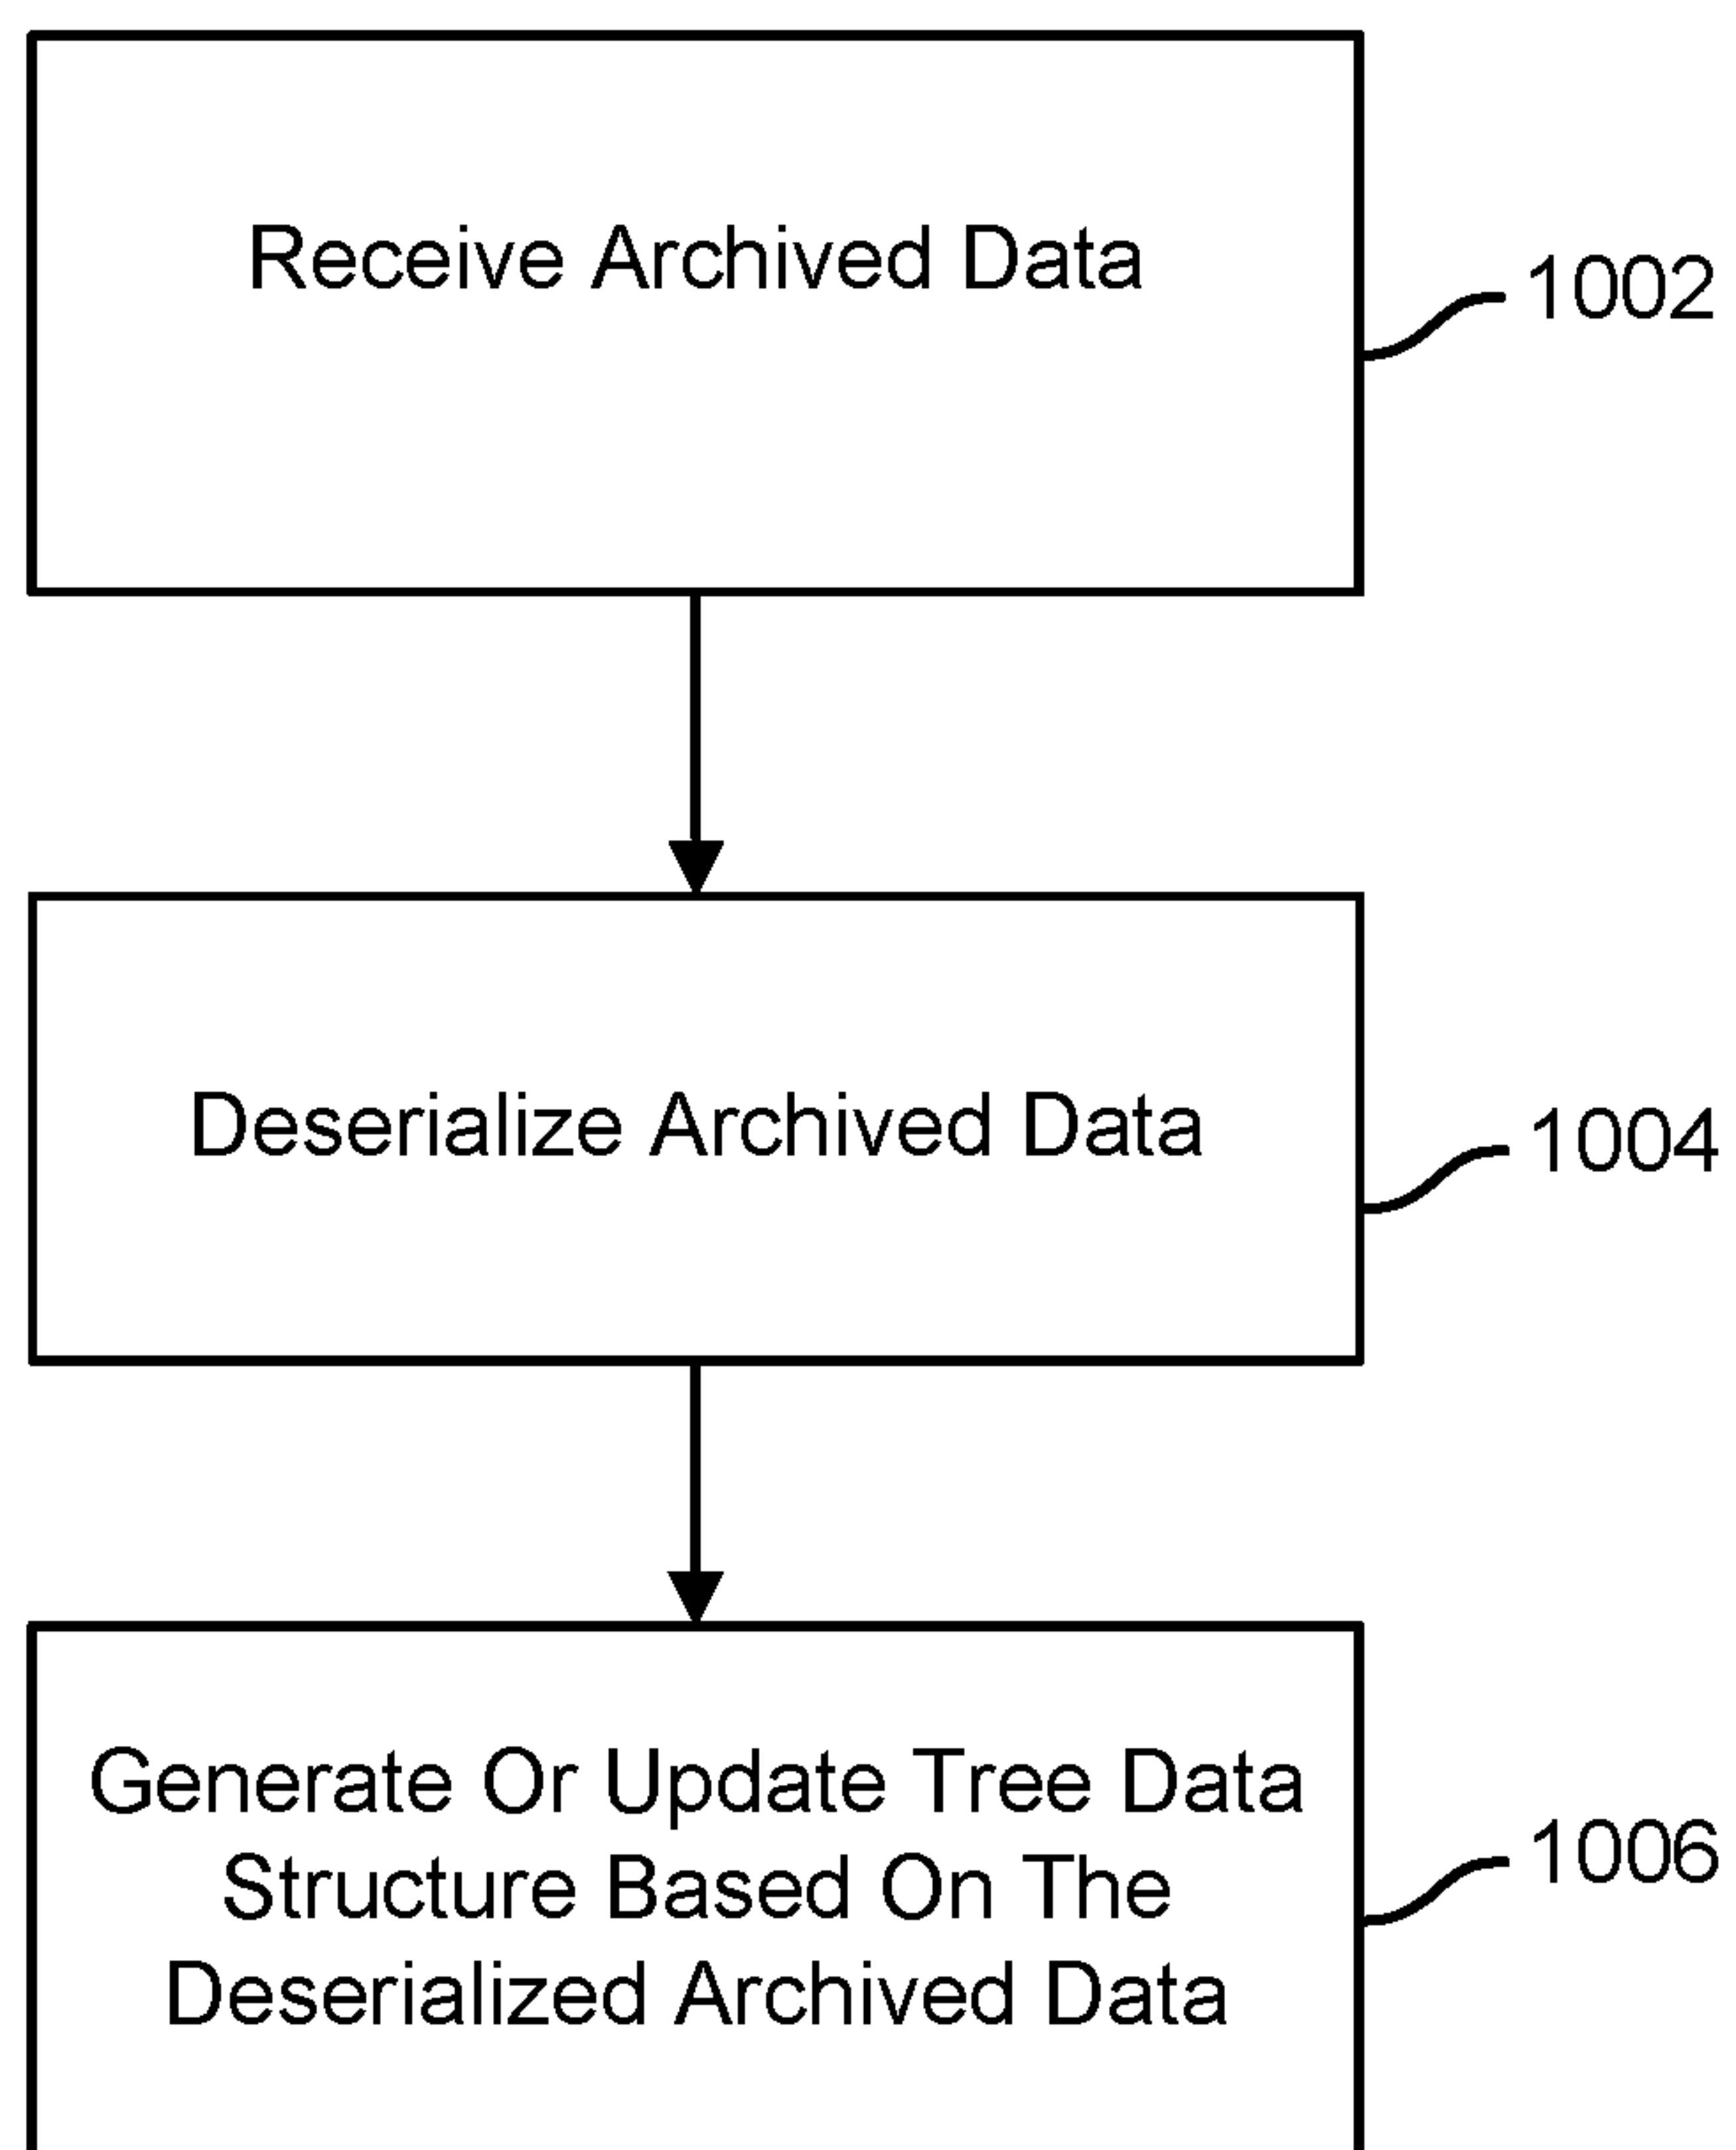 Receive Archived Data
1002
Deserialize Archived Data
1004
Generate Or Update Tree Data
Structure Based On The
Deserialized Archived Data
1006